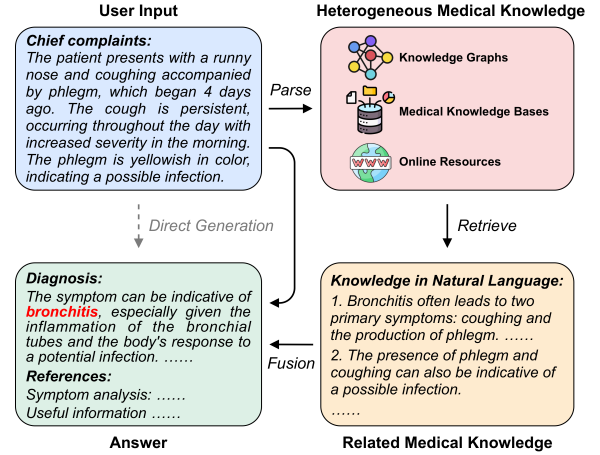 User Input
Chief complaints:
The patient presents with a runny
nose and coughing accompanied
by phlegm, which began 4 days
ago. The cough is persistent,
occurring throughout the day with
increased severity in the morning.
The phlegm is yellowish in color,
indicating a possible infection.
Parse
Heterogeneous Medical Knowledge
Knowledge Graphs
Medical Knowledge Bases
WWW
Online Resources
Direct Generation
Retrieve
Diagnosis:
The symptom can be indicative of
bronchitis, especially given the
inflammation of the bronchial
tubes and the body's response to
a potential infection. ……
References:
Symptom analysis: ……
Useful information ……
Answer
Fusion
Knowledge in Natural Language:
1. Bronchitis often leads to two
primary symptoms: coughing and
the production of phlegm. ……
2. The presence of phlegm and
coughing can also be indicative of
a possible infection.
……
Related Medical Knowledge